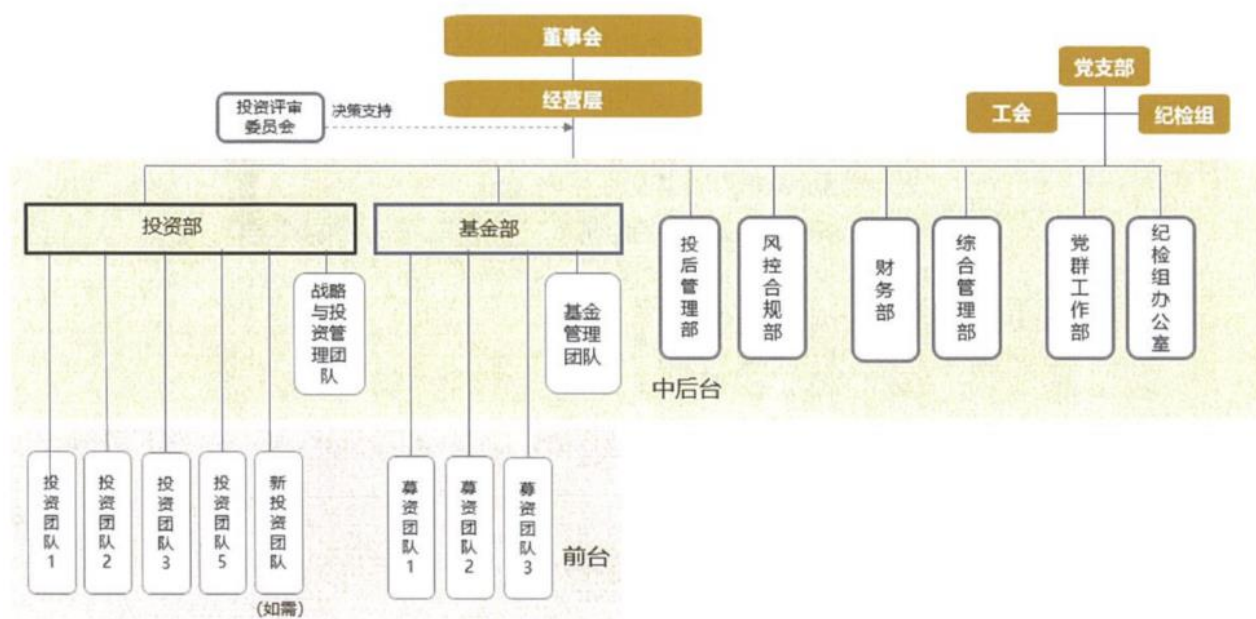 董事会
党支部
经营层
投资评审
委员会
决策支持
工会
纪检组
投资部
基金部
投后管理部
风控合规部
财务部
综合管理部
党群工作部
纪检组办公室
战略
与投
资管
理团
队
基金
管理
团队
中后台
投资团队1
投资团队2
投资团队3
投资团队5
新投资团队
募资团队1
募资团队2
募资团队3
前台
(如需)